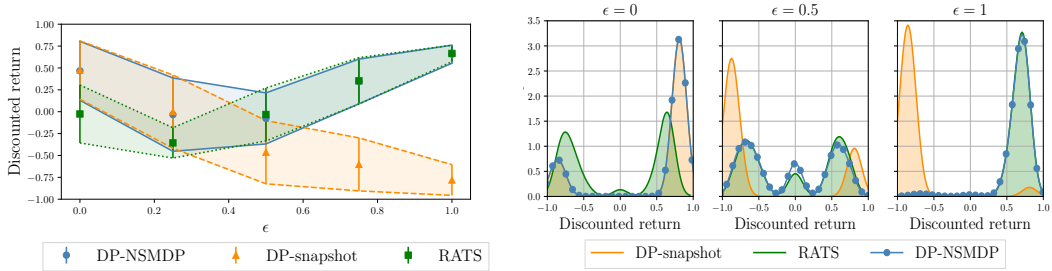 1.00
0.75
0.50
0.25
0.00
−0.25
−0.50
−0.75
−1.00
Discounted return
0.0 0.2 0.4 0.6 0.8 1.0
ϵ
DP-NSMDP DP-snapshot RATS
ϵ = 0 ϵ = 0.5 ϵ = 1
3.5
3.0
2.5
2.0
1.5
1.0
0.5
0.0
−1.0 −0.5 0.0 0.5 1.0 −1.0 −0.5 0.0 0.5 1.0 −1.0 −0.5 0.0 0.5 1.0
Discounted return Discounted return Discounted return
DP-snapshot RATS DP-NSMDP